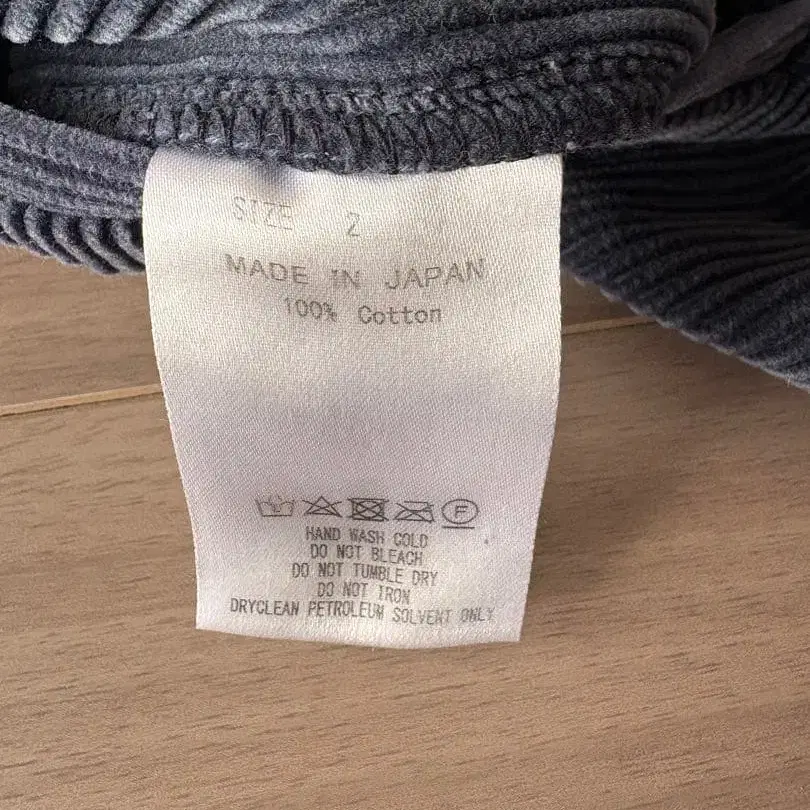 SIZE 2
MADE IN JAPAN
100% Cotton
F
HAND WASH COLD
DO NOT BLEACH
DO NOT TUMBLE DRY
DO NOT IRON
DRYCLEAN PETROLEUM SOLVENT ONLY